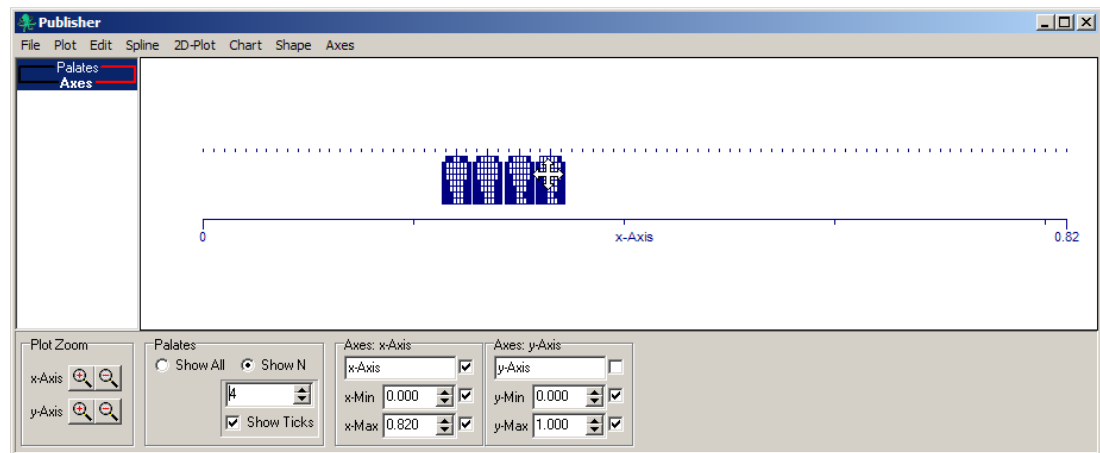 Publisher
File Plot Edit Spline 2D-Plot Chart Shape Axes
Palates
Axes
0 x-Axis 0.82
Plot Zoom
x-Axis
y-Axis
Palates
Show All Show N
4
Show Ticks
Axes: x-Axis
x-Axis
x-Min 0.000
x-Max 0.820
Axes: y-Axis
y-Axis
y-Min 0.000
y-Max 1.000